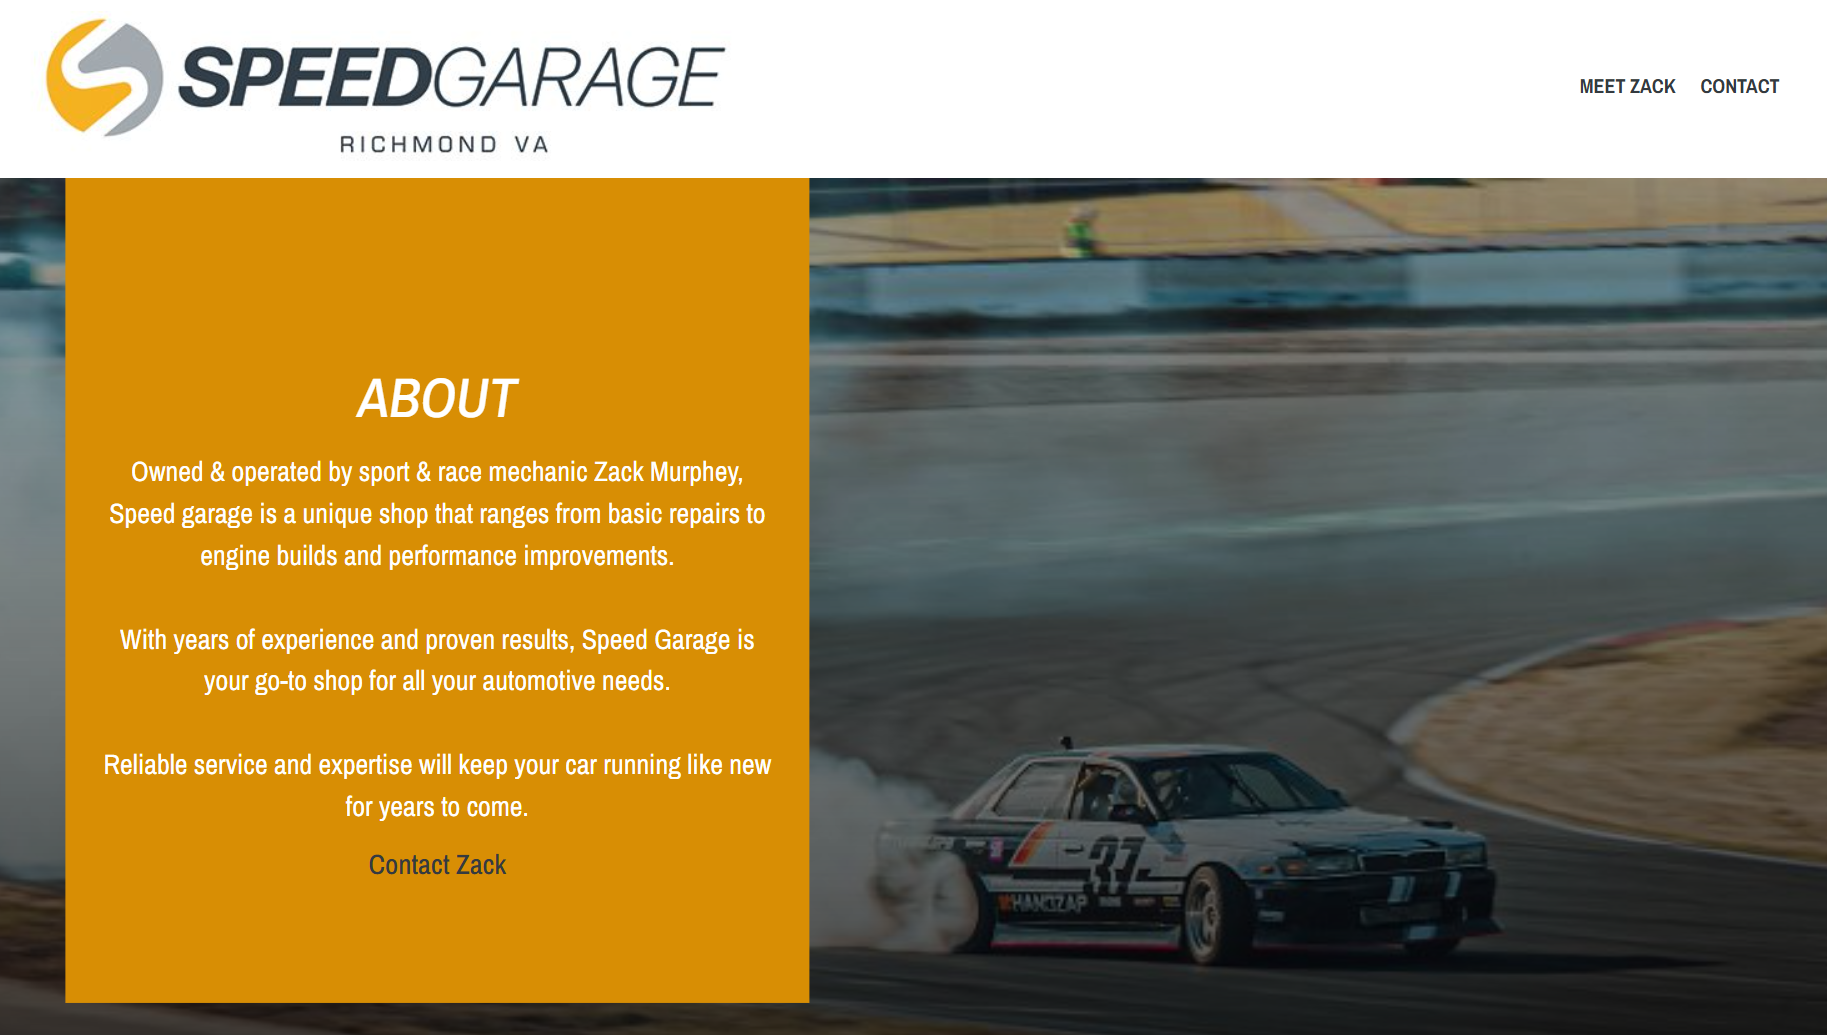 SPEEDGARAGE
RICHMOND VA
MEET ZACK
CONTACT
ABOUT
Owned & operated by sport & race mechanic Zack Murphey,
Speed garage is a unique shop that ranges from basic repairs to
engine builds and performance improvements.
With years of experience and proven results, Speed Garage is
your go-to shop for all your automotive needs.
Reliable service and expertise will keep your car running like new
for years to come.
Contact Zack
37